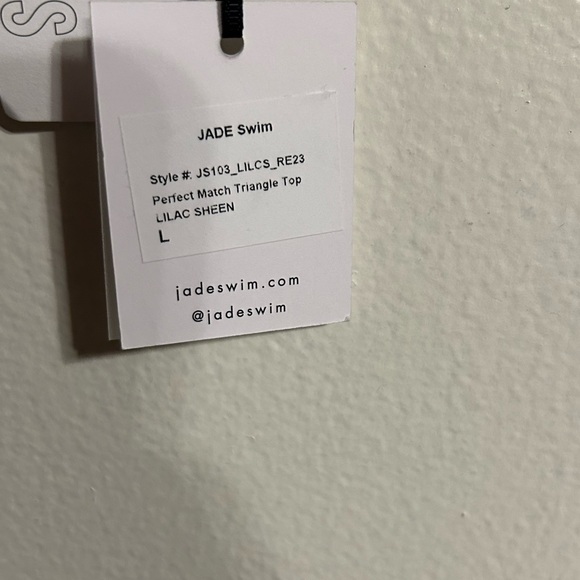 S
JADE Swim
Style #: JS103_LILCS_RE23
Perfect Match Triangle Top
LILAC SHEEN
L
jadeswim.com
@jadeswim